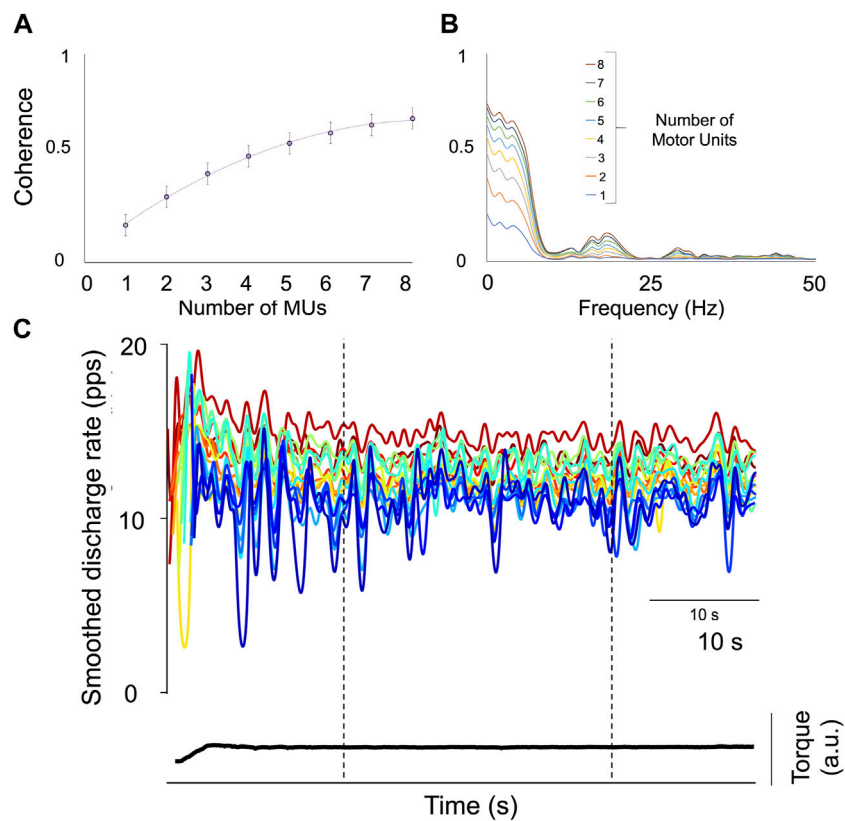 A
1
Coherence
0.5
0
0 1 2 3 4 5 6 7 8
Number of MUs
B
1
0.5
0
8
7
6
5
4
3
2
1
Number of
Motor Units
0 25 50
Frequency (Hz)
C
20
10
0
Smoothed discharge rate (pps)
10 s
10 s
Torque
(a.u.)
Time (s)